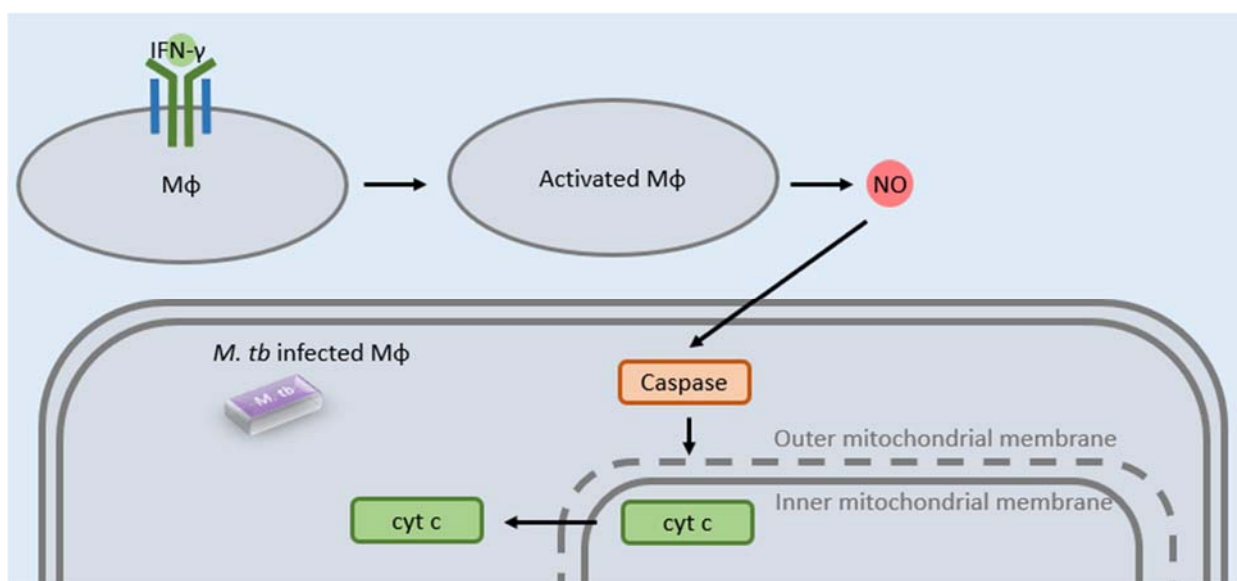 IFN-γ
Mϕ
Activated Mϕ
NO
M. tb infected Mϕ
M. tb
Caspase
Outer mitochondrial membrane
Inner mitochondrial membrane
cyt c
cyt c